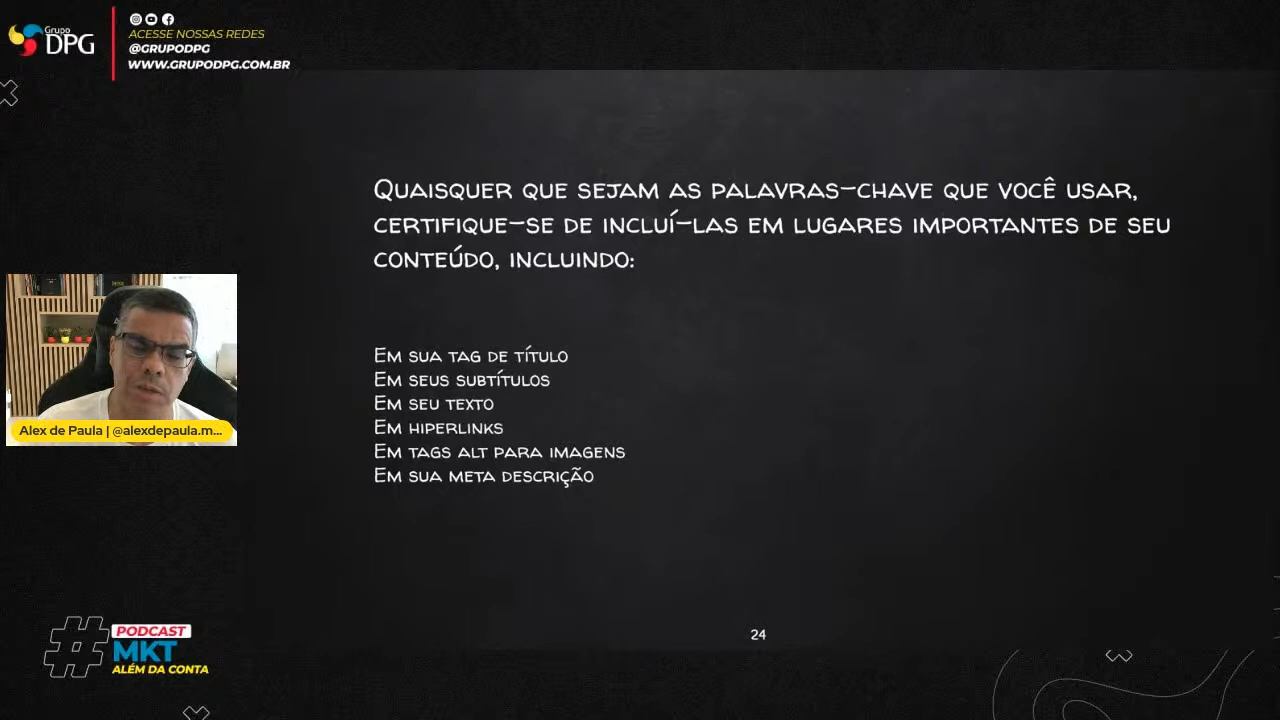 Grupo
DPG
ACESSE NOSSAS REDES
@GRUPODPG
WWW.GRUPODPG.COM.BR
Quaisquer que sejam as palavras-chave que você usar,
certifique-se de incluí-las em lugares importantes de seu
conteúdo, incluindo:
Em sua tag de título
Em seus subtítulos
Em seu texto
Em hiperlinks
Em tags alt para imagens
Em sua meta descrição
Alex de Paula | @alexdepaula.m...
24
#
PODCAST
MKT
ALÉM DA CONTA